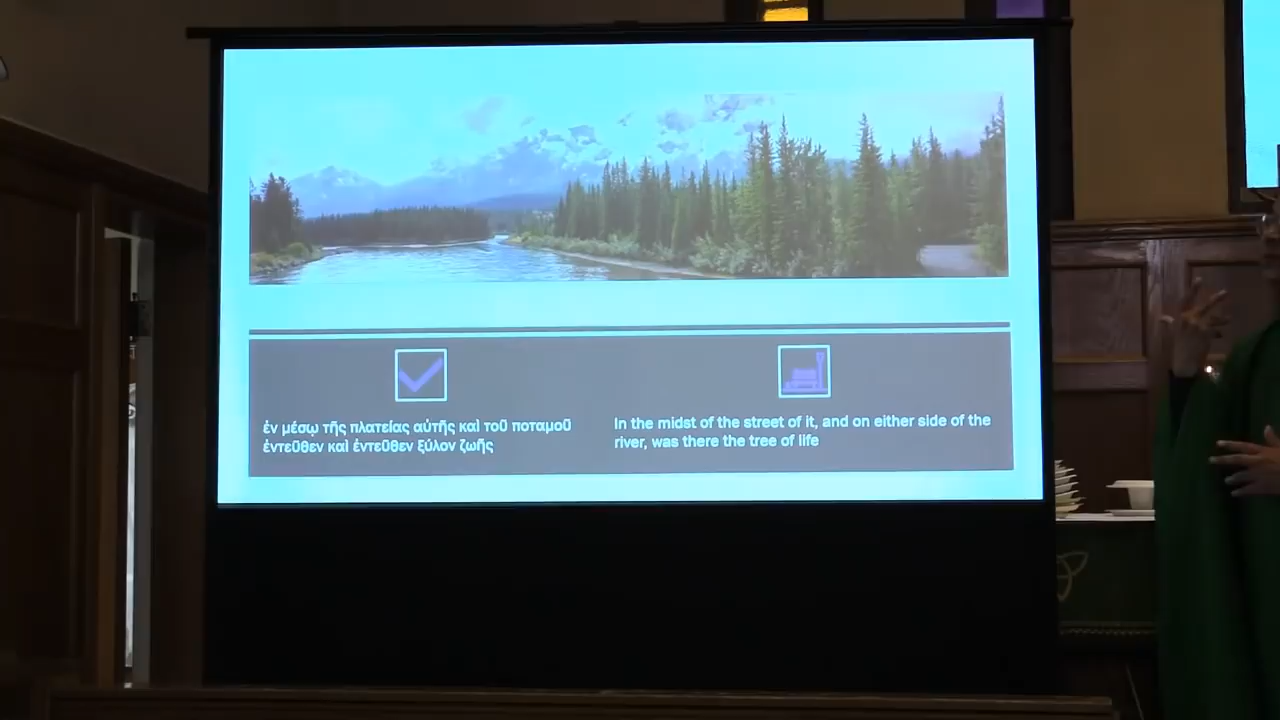 ἐν μέσῳ τῆς πλατείας αὐτῆς καὶ τοῦ ποταμοῦ
ἐντεῦθεν καὶ ἐντεῦθεν ξύλον ζωῆς
In the midst of the street of it, and on either side of the
river, was there the tree of life